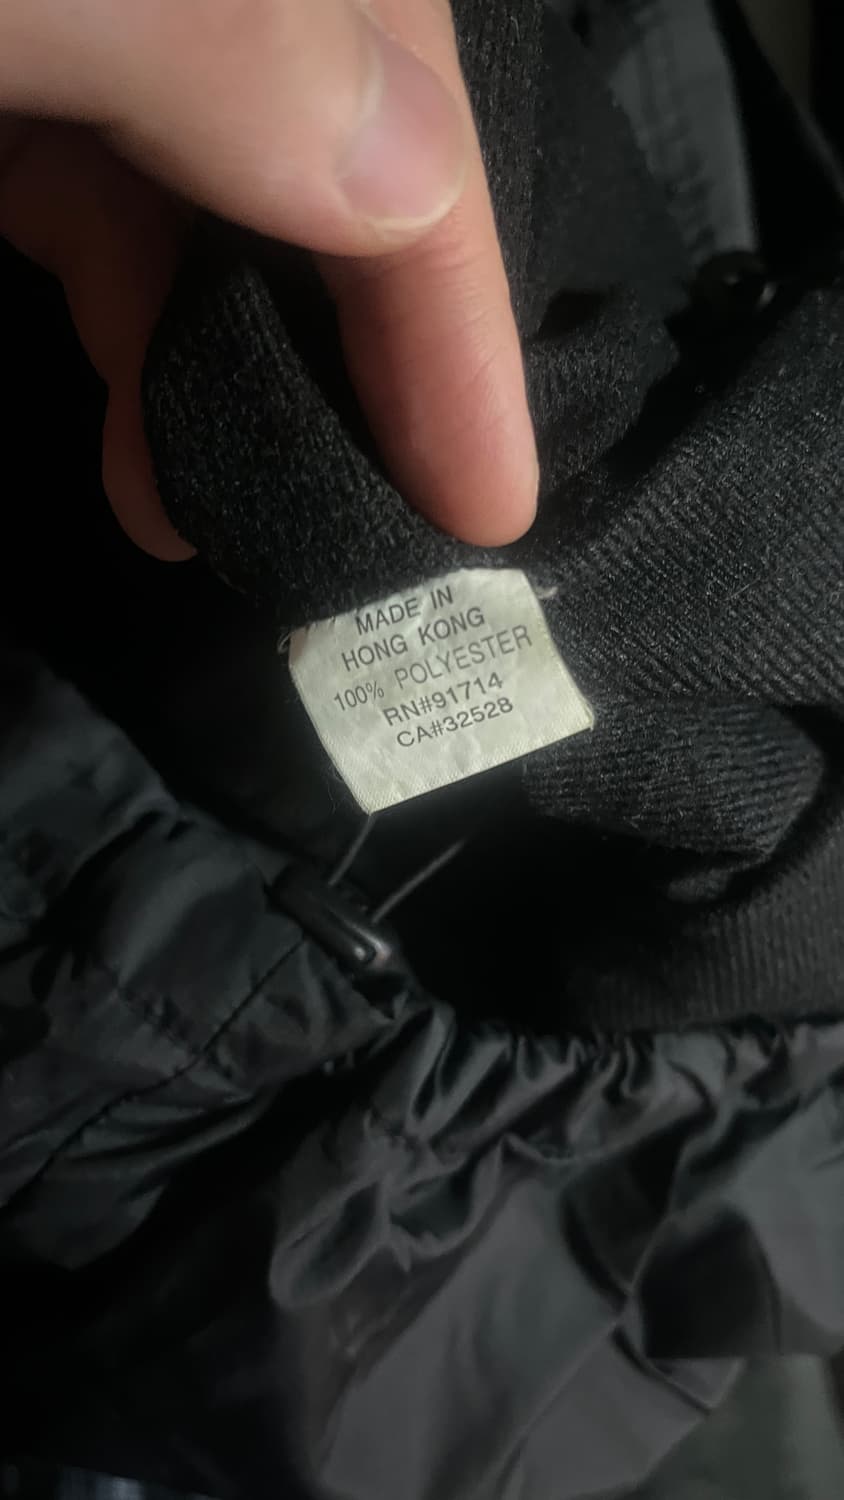 MADE IN
HONG KONG
100% POLYESTER
RN#91714
CA#32528